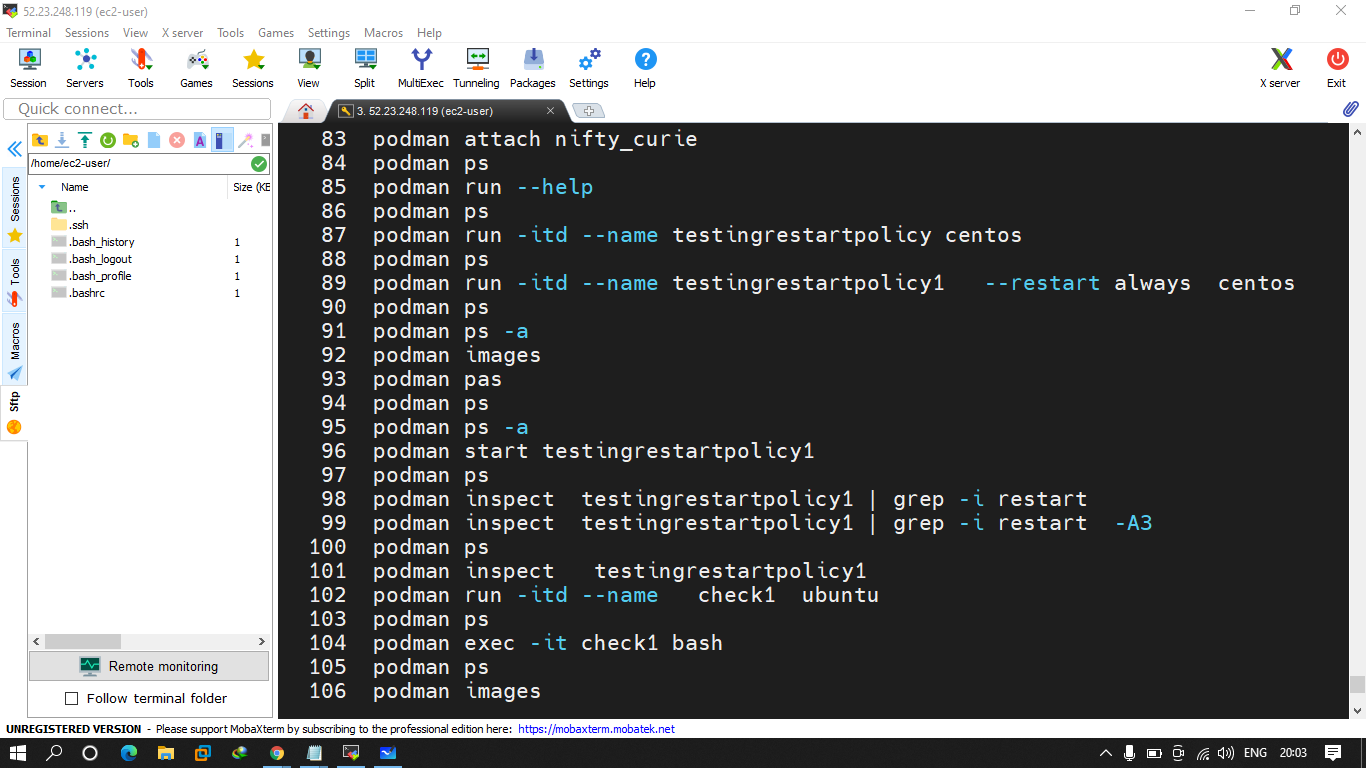 52.23.248.119 (ec2-user)
Terminal Sessions View X server Tools Games Settings Macros Help
Session Servers Tools Games Sessions View Split MultiExec Tunneling Packages Settings Help X server Exit
Quick connect...
3. 52.23.248.119 (ec2-user)
/home/ec2-user/
Name Size (KB
..
.ssh
.bash_history 1
.bash_logout 1
.bash_profile 1
.bashrc 1
Sessions
Tools
Macros
Sftp
Remote monitoring
Follow terminal folder
83 podman attach nifty_curie
84 podman ps
85 podman run --help
86 podman ps
87 podman run -itd --name testingrestartpolicy centos
88 podman ps
89 podman run -itd --name testingrestartpolicy1 --restart always centos
90 podman ps
91 podman ps -a
92 podman images
93 podman pas
94 podman ps
95 podman ps -a
96 podman start testingrestartpolicy1
97 podman ps
98 podman inspect testingrestartpolicy1 | grep -i restart
99 podman inspect testingrestartpolicy1 | grep -i restart -A3
100 podman ps
101 podman inspect testingrestartpolicy1
102 podman run -itd --name check1 ubuntu
103 podman ps
104 podman exec -it check1 bash
105 podman ps
106 podman images
UNREGISTERED VERSION - Please support MobaXterm by subscribing to the professional edition here: https://mobaxterm.mobatek.net
ENG 20:03